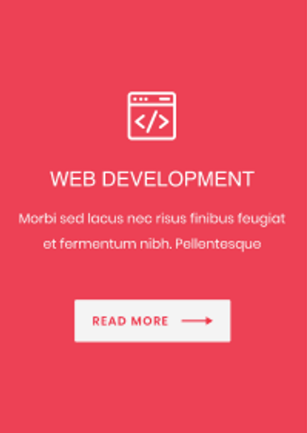 WEB DEVELOPMENT
Morbi sed lacus nec risus finibus feugiat
et fermentum nibh. Pellentesque
READ MORE